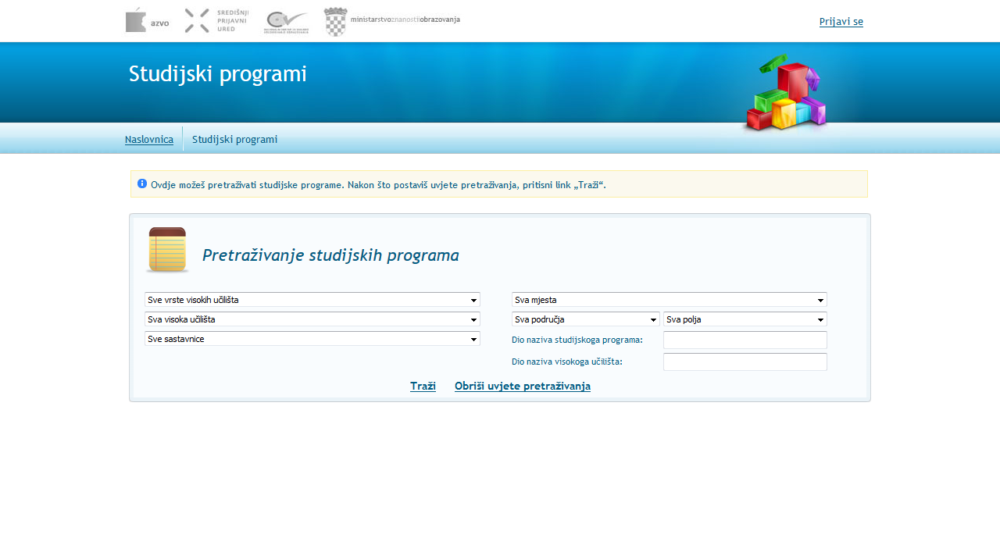 azvo
SREDIŠNJI
PRIJAVNI
URED
ministarstvoznanostiiobrazovanja
Prijavi se
Studijski programi
Naslovnica
Studijski programi
Ovdje možeš pretraživati studijske programe. Nakon što postaviš uvjete pretraživanja, pritisni link „Traži“.
Pretraživanje studijskih programa
Sve vrste visokih učilišta
Sva mjesta
Sva visoka učilišta
Sva područja
Sva polja
Sve sastavnice
Dio naziva studijskoga programa:
Dio naziva visokoga učilišta:
Traži
Obriši uvjete pretraživanja